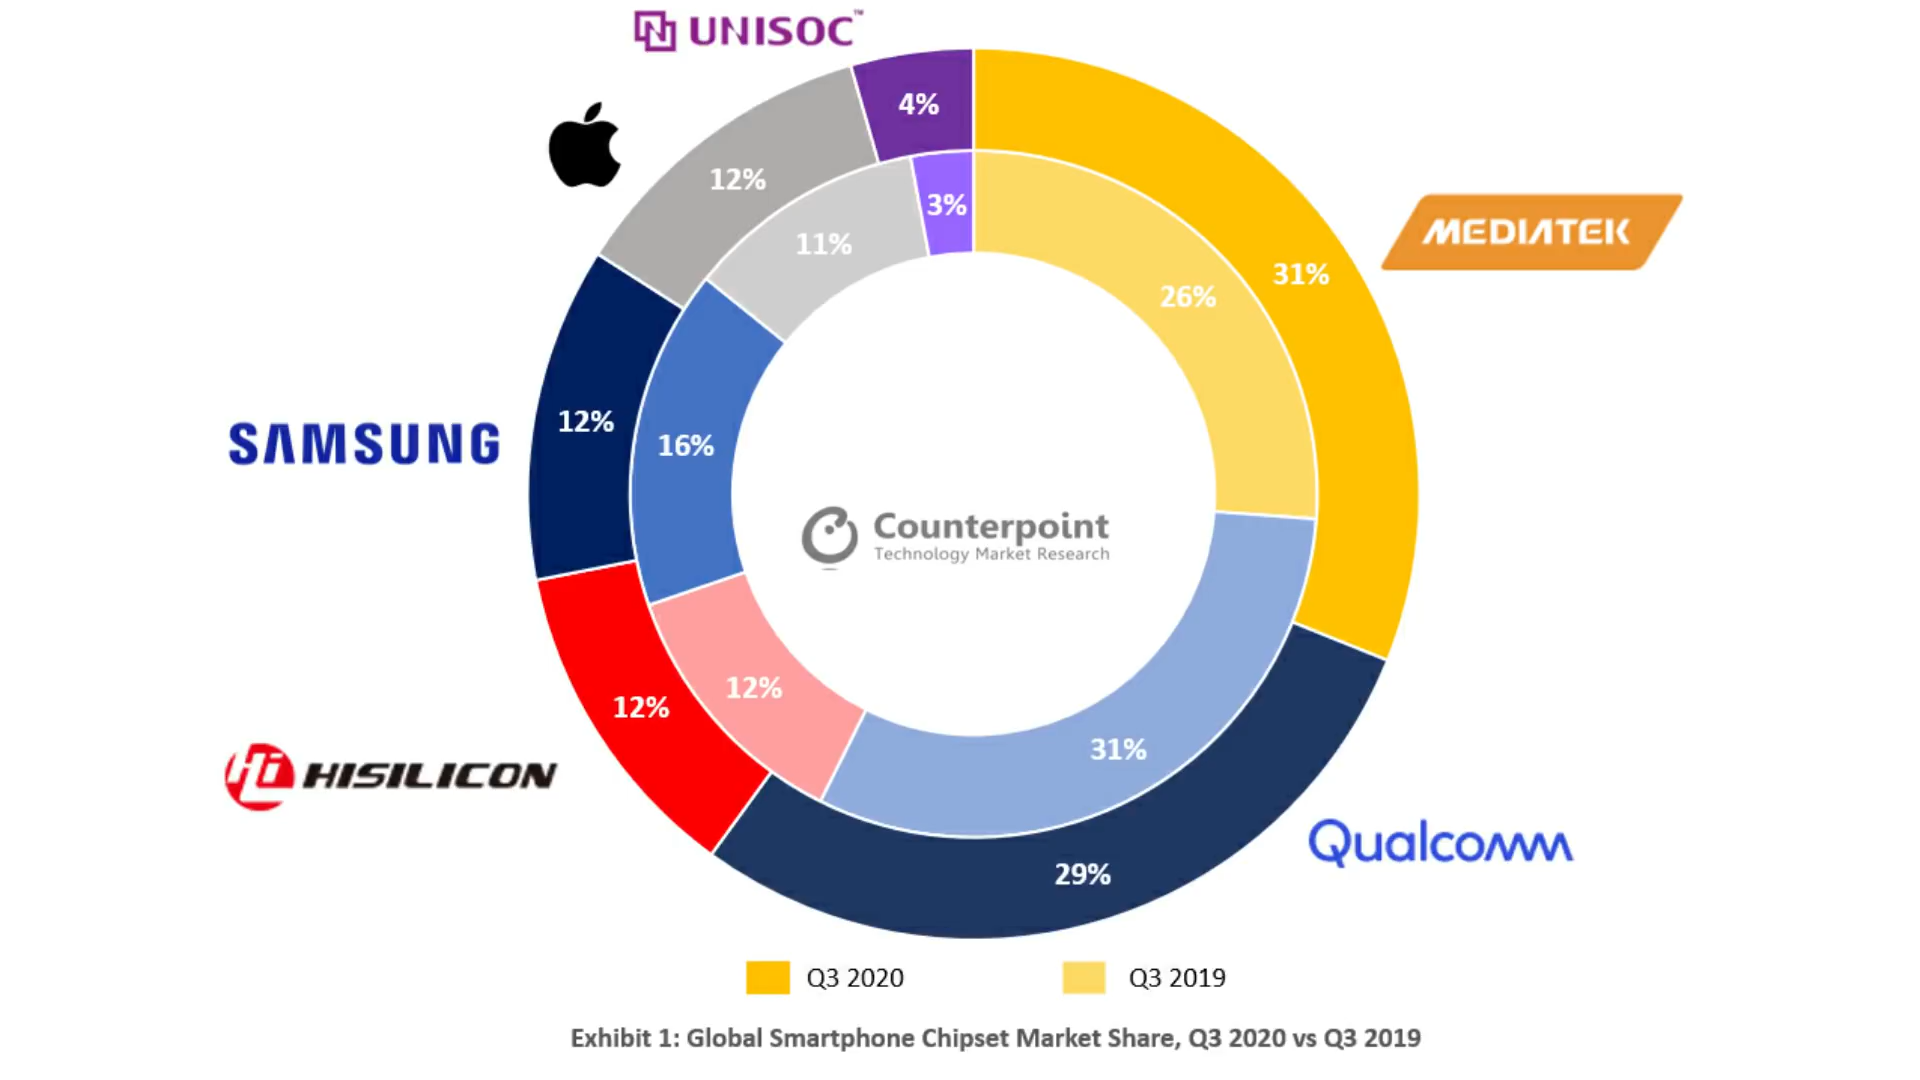 UNISOC™
4%
12%
3%
11%
MEDIATEK
31%
26%
SAMSUNG
12%
16%
Counterpoint
Technology Market Research
12%
12%
31%
HISILICON
Qualcomm
29%
Q3 2020
Q3 2019
Exhibit 1: Global Smartphone Chipset Market Share, Q3 2020 vs Q3 2019